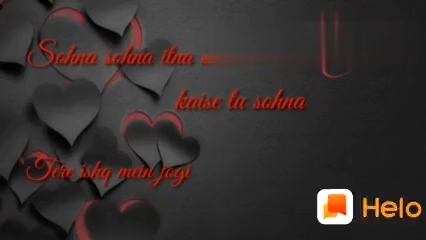 Sohna sohna itna
kaise tu sohna
Tere ishq mein jogi
Helo